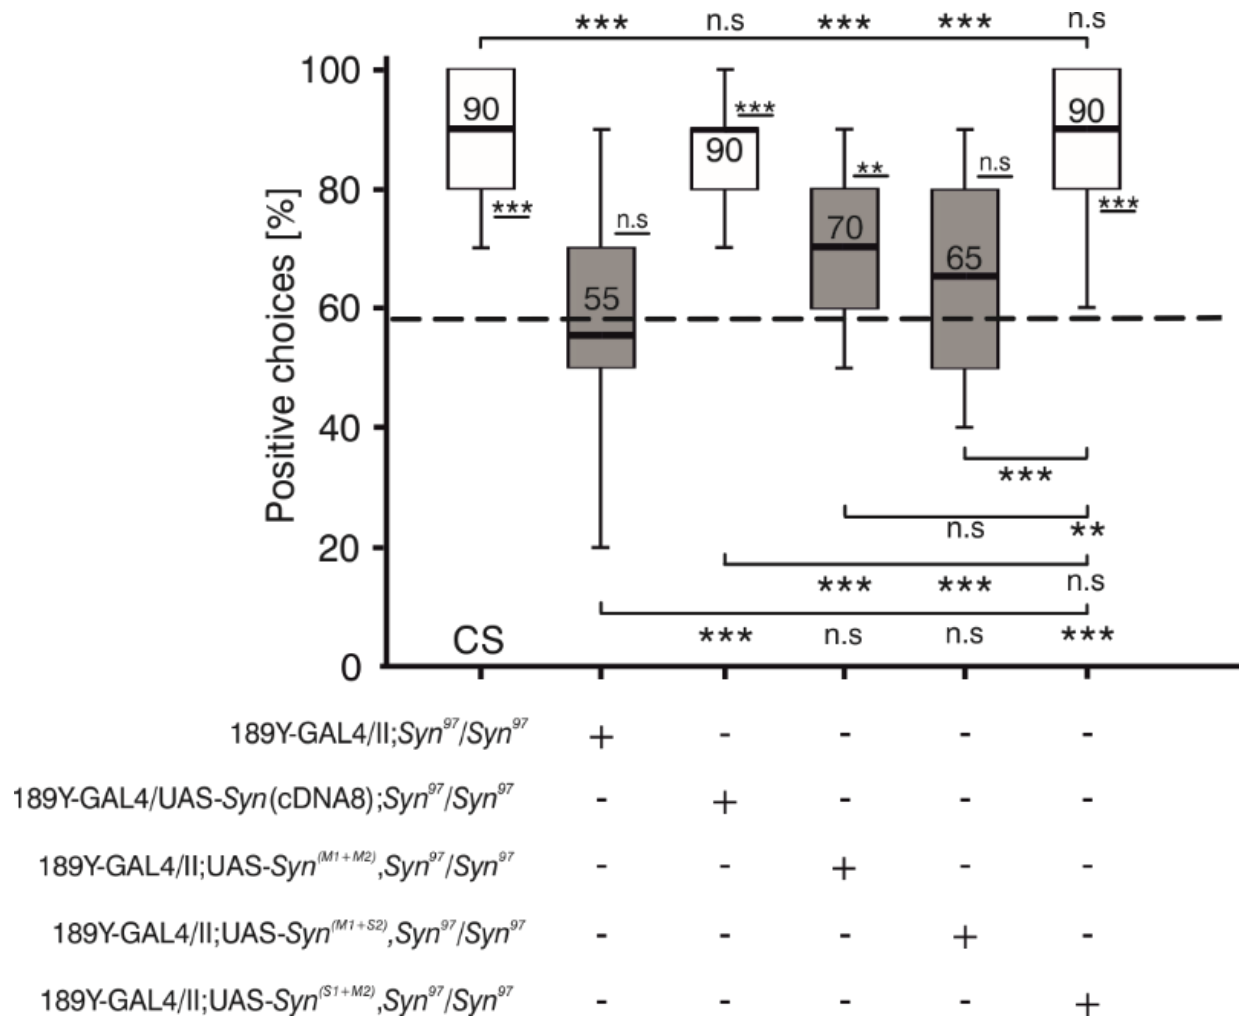 *** n.s *** *** n.s
100
90 *** 90 90
** n.s
80
*** n.s ***
70
65
55
60
Positive choices [%]
40
***
n.s **
20
*** *** n.s
CS *** n.s n.s ***
0
189Y-GAL4/II;Syn97/Syn97 + - - - -
189Y-GAL4/UAS-Syn(cDNA8);Syn97/Syn97 - + - - -
189Y-GAL4/II;UAS-Syn(M1+M2),Syn97/Syn97 - - + - -
189Y-GAL4/II;UAS-Syn(M1+S2),Syn97/Syn97 - - - + -
189Y-GAL4/II;UAS-Syn(S1+M2),Syn97/Syn97 - - - - +